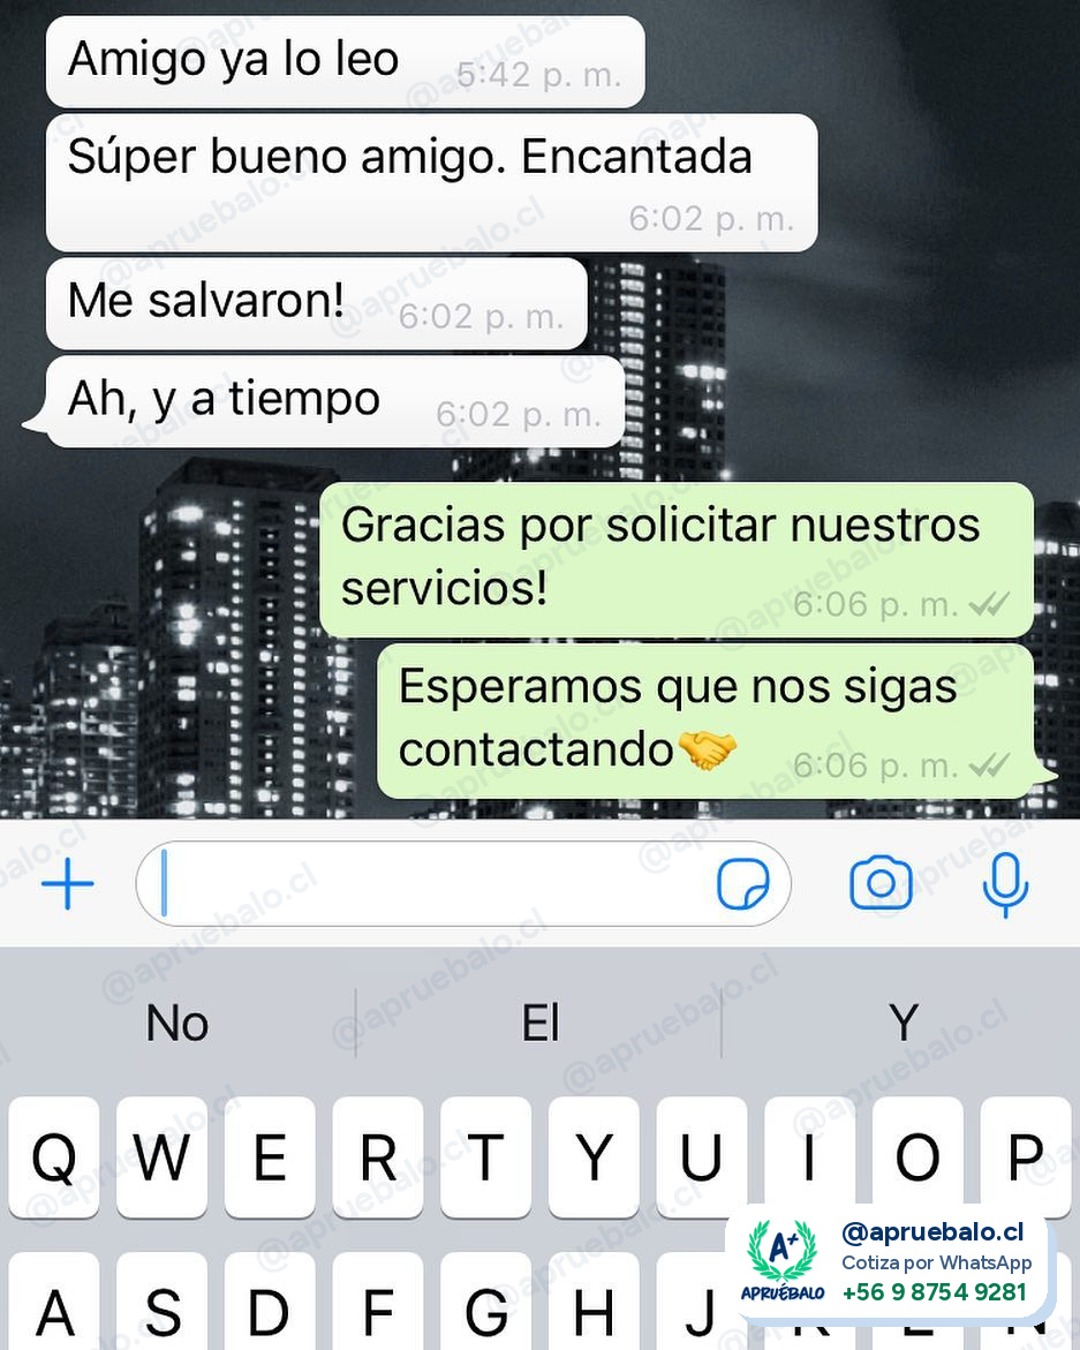 Amigo ya lo leo
5:42 p. m.
Súper bueno amigo. Encantada
6:02 p. m.
Me salvaron!
6:02 p. m.
Ah, y a tiempo
6:02 p. m.
Gracias por solicitar nuestros
servicios!
6:06 p. m.
Esperamos que nos sigas
contactando🤝
6:06 p. m.
No El Y
Q W E R T Y U I O P
A S D F G H J
@apruebalo.cl
Cotiza por WhatsApp
+56 9 8754 9281
A+
APRUÉBALO
@apruebalo.cl